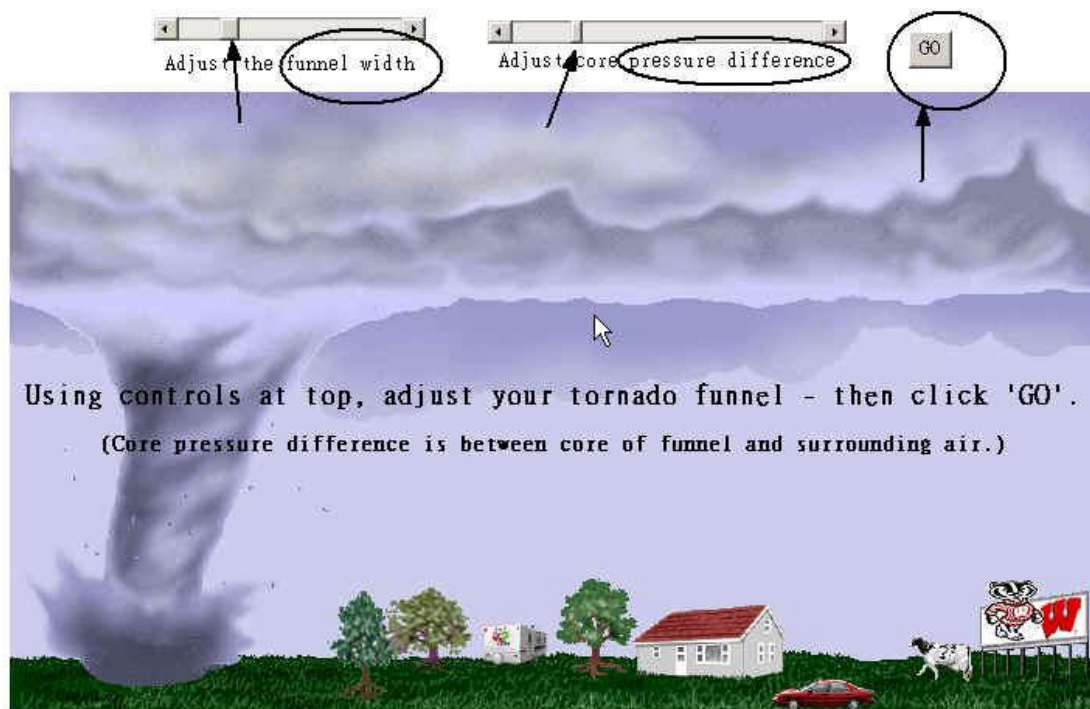 Adjust the funnel width
Adjust core pressure difference
GO
Using controls at top, adjust your tornado funnel - then click 'GO'.
(Core pressure difference is between core of funnel and surrounding air.)
W